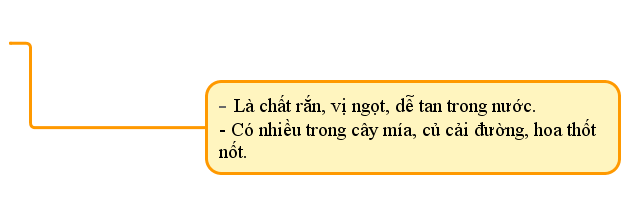 - Là chất rắn, vị ngọt, dễ tan trong nước.
- Có nhiều trong cây mía, củ cải đường, hoa thốt
nốt.